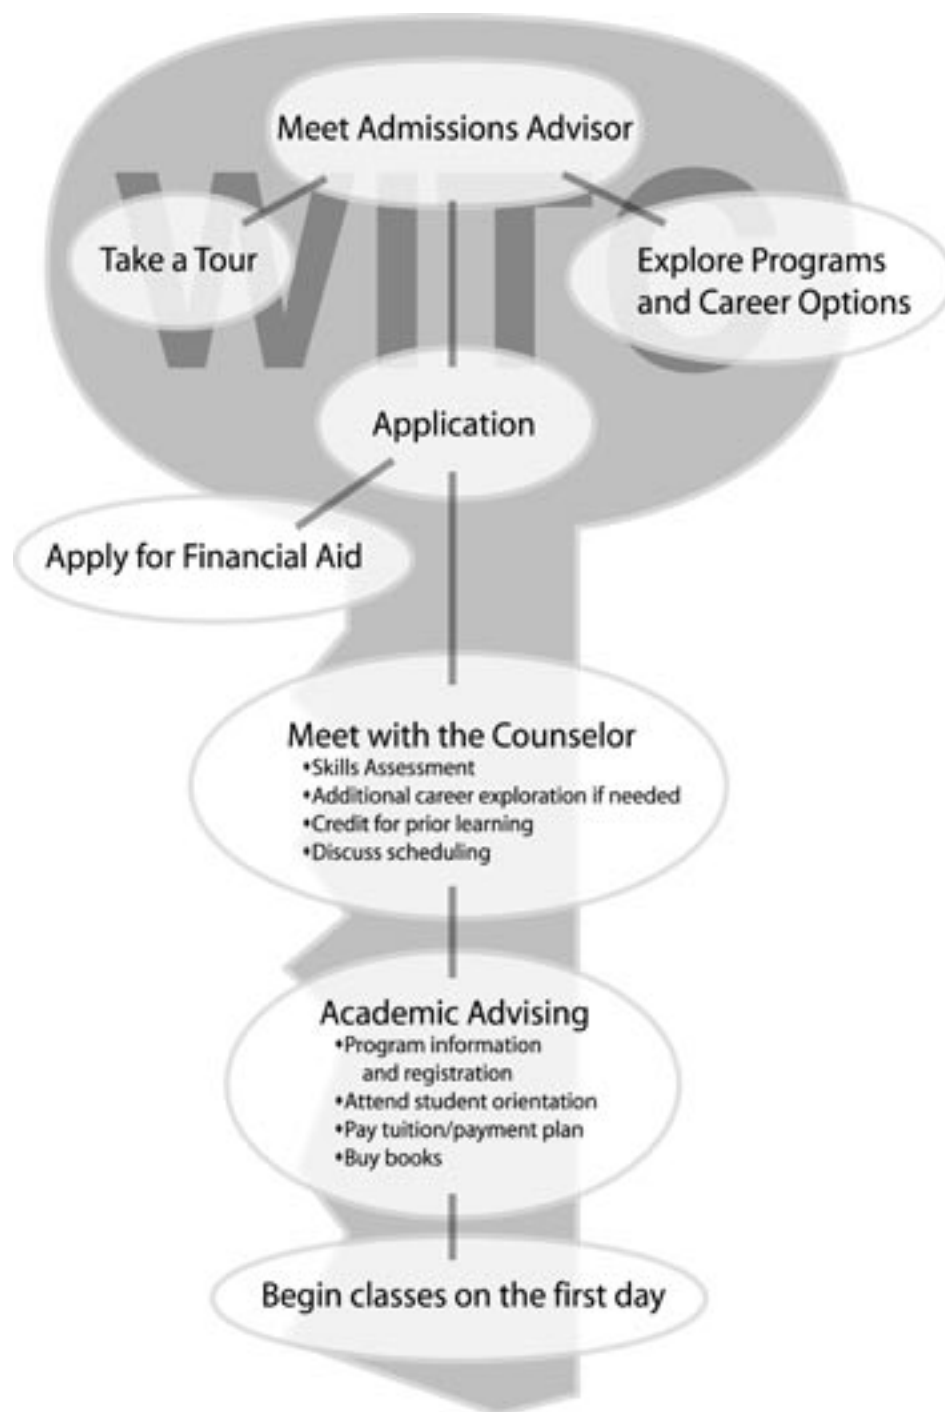 Meet Admissions Advisor
WITC
Take a Tour
Explore Programs
and Career Options
Application
Apply for Financial Aid
Meet with the Counselor
•Skills Assessment
•Additional career exploration if needed
•Credit for prior learning
•Discuss scheduling
Academic Advising
•Program information
and registration
•Attend student orientation
•Pay tuition/payment plan
•Buy books
Begin classes on the first day